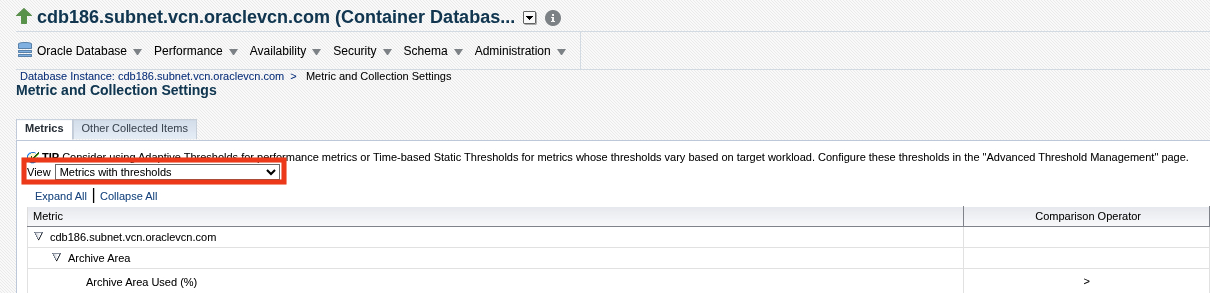 cdb186.subnet.vcn.oraclevcn.com (Container Databas...
Oracle Database Performance Availability Security Schema Administration
Database Instance: cdb186.subnet.vcn.oraclevcn.com > Metric and Collection Settings
Metric and Collection Settings
Metrics Other Collected Items
TIP Consider using Adaptive Thresholds for performance metrics or Time-based Static Thresholds for metrics whose thresholds vary based on target workload. Configure these thresholds in the "Advanced Threshold Management" page.
View Metrics with thresholds
Expand All | Collapse All
Metric Comparison Operator
cdb186.subnet.vcn.oraclevcn.com
Archive Area
Archive Area Used (%) >